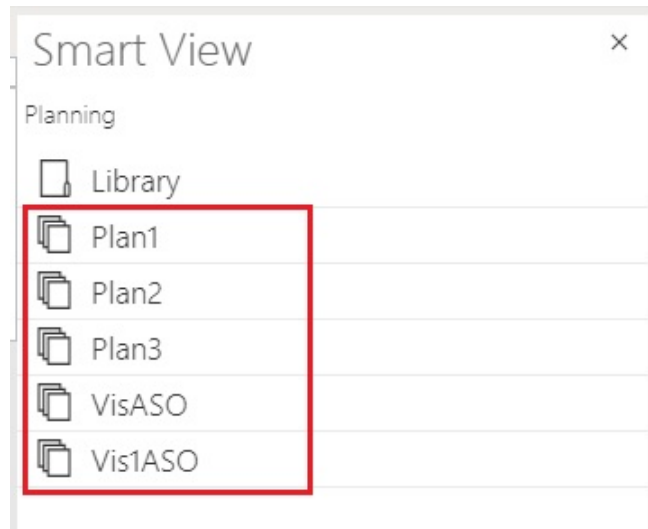 Smart View
Planning
Library
Plan1
Plan2
Plan3
VisASO
Vis1ASO